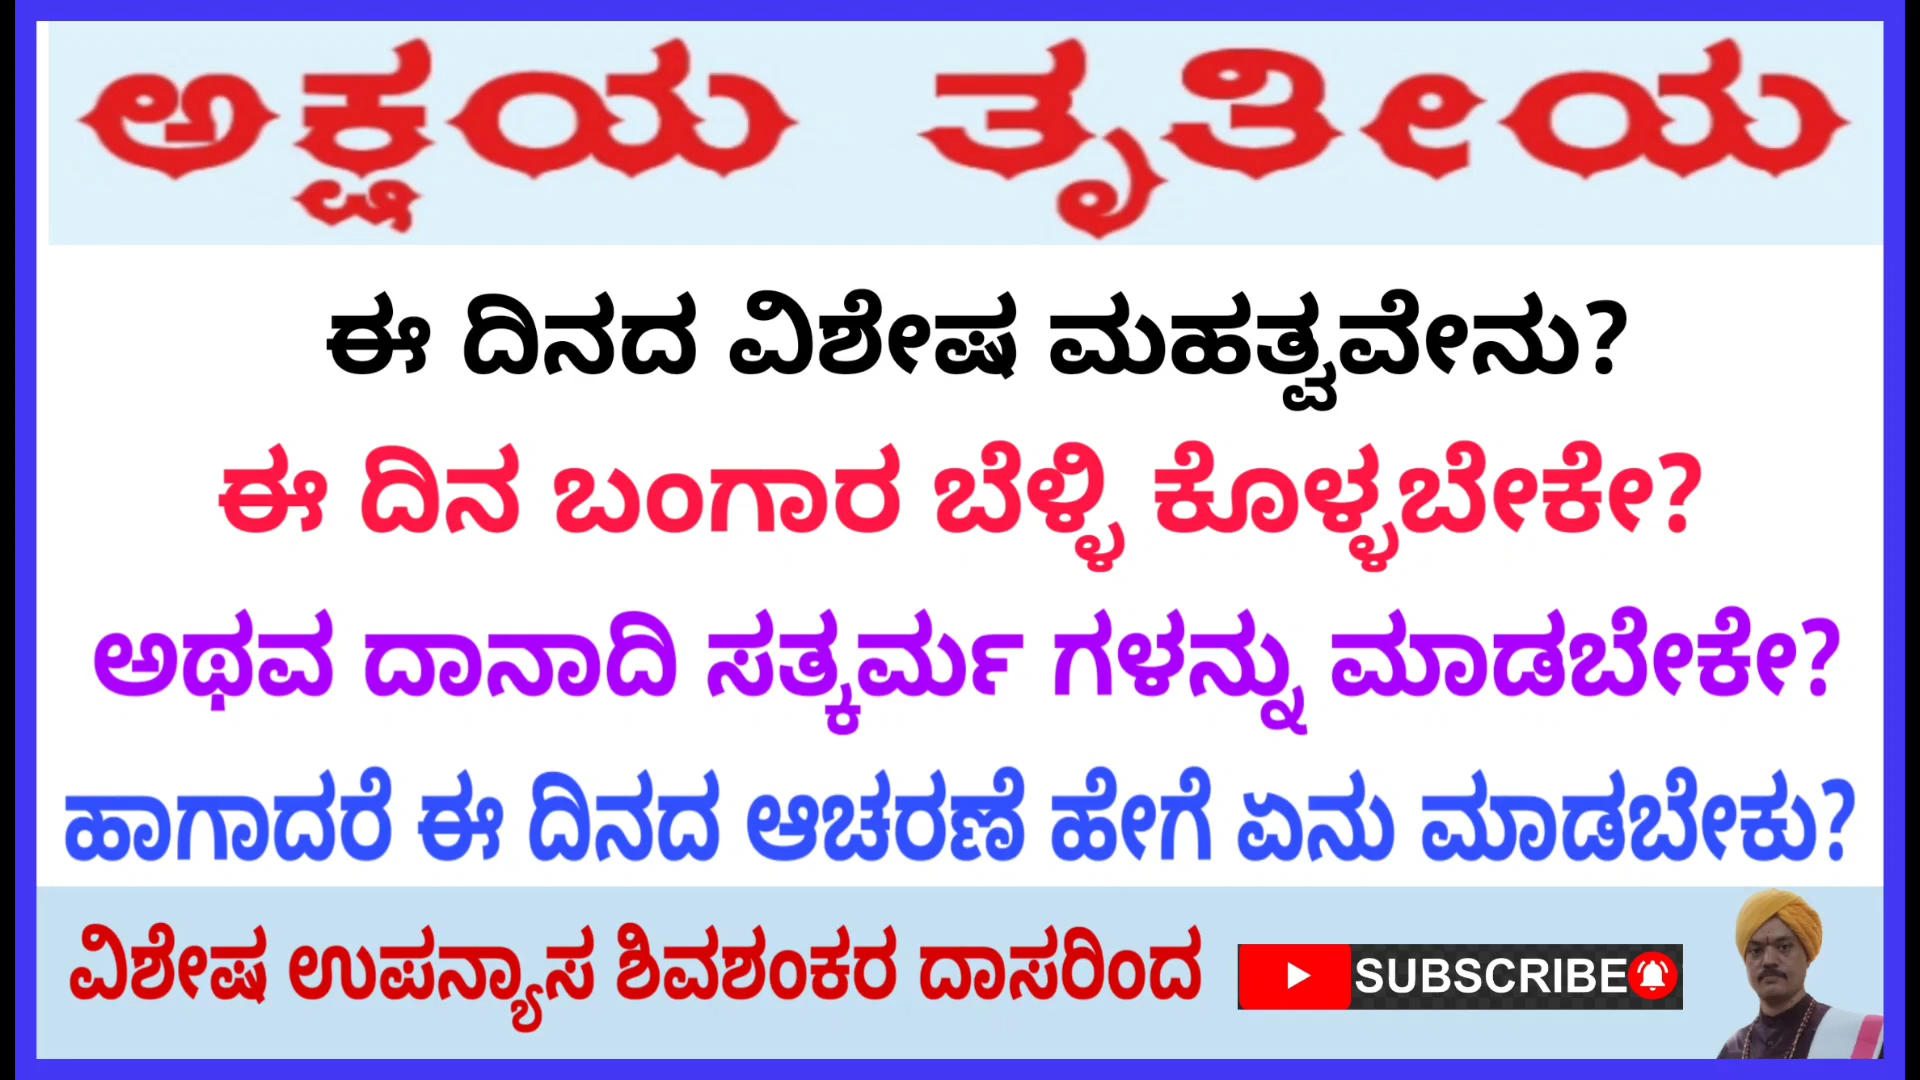 ಅಕ್ಷಯ ತೃತೀಯ
ಈ ದಿನದ ವಿಶೇಷ ಮಹತ್ವವೇನು?
ಈ ದಿನ ಬಂಗಾರ ಬೆಳ್ಳಿ ಕೊಳ್ಳಬೇಕೇ?
ಅಥವ ದಾನಾದಿ ಸತ್ಕರ್ಮ ಗಳನ್ನು ಮಾಡಬೇಕೇ?
ಹಾಗಾದರೆ ಈ ದಿನದ ಆಚರಣೆ ಹೇಗೆ ಏನು ಮಾಡಬೇಕು?
ವಿಶೇಷ ಉಪನ್ಯಾಸ ಶಿವಶಂಕರ ದಾಸರಿಂದ SUBSCRIBE